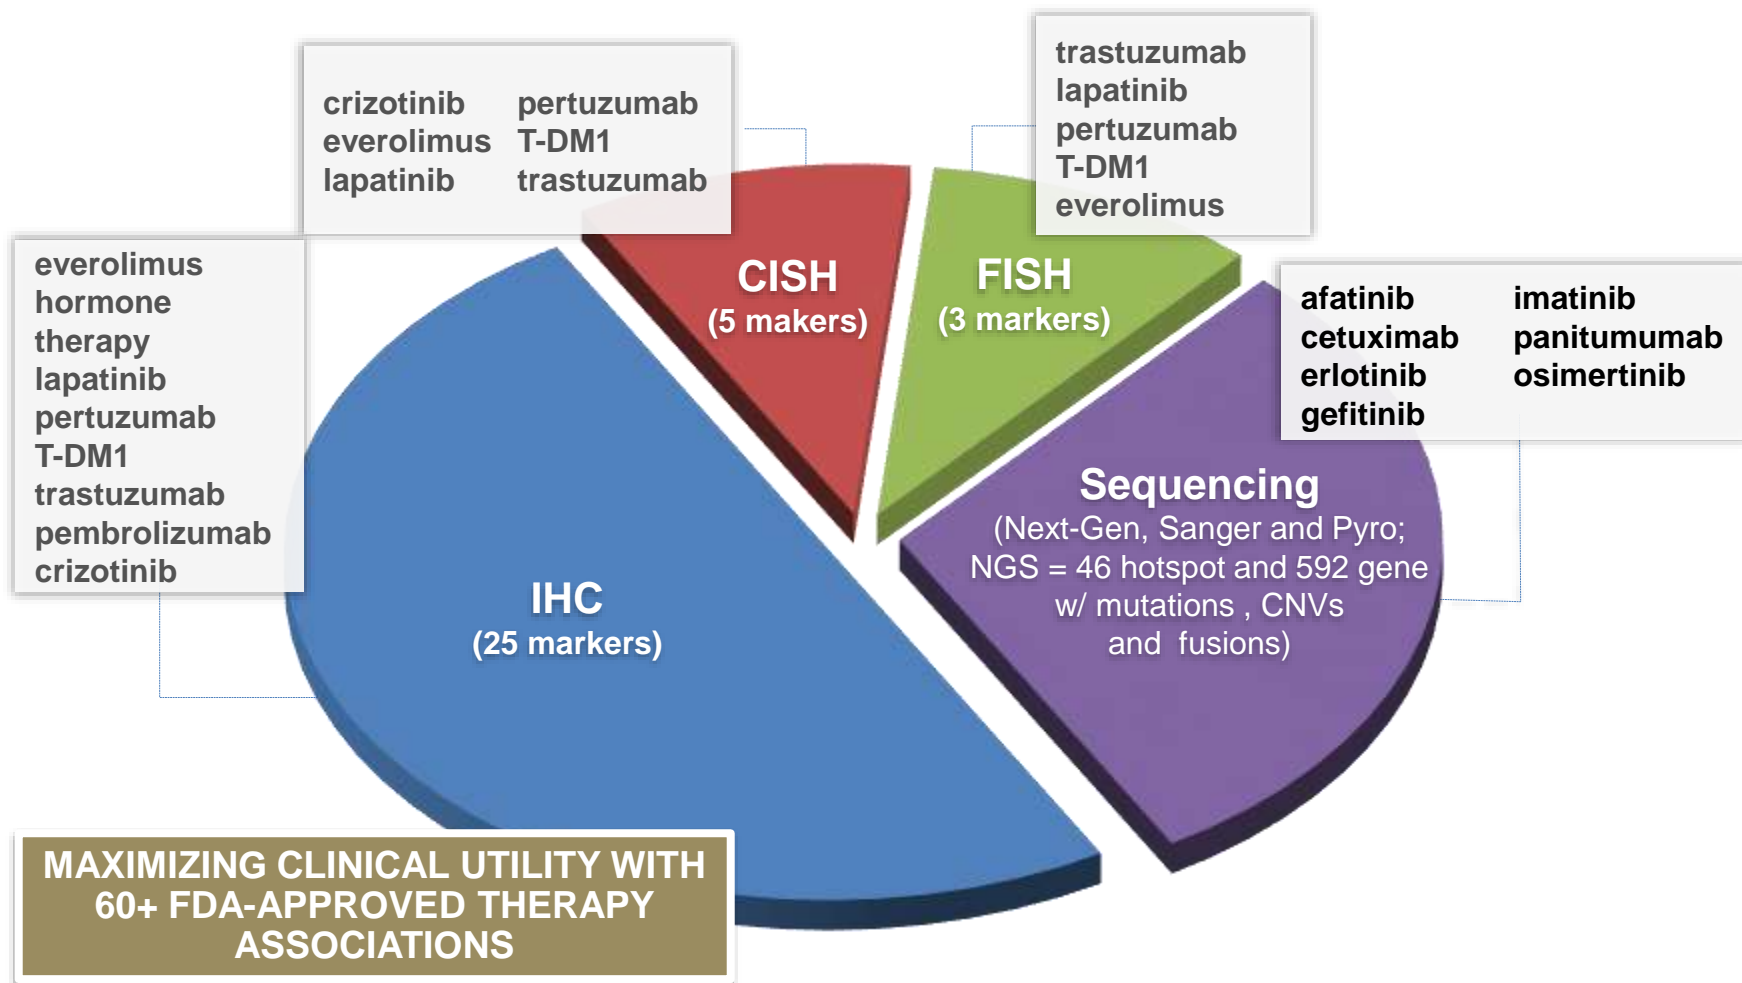 crizotinib pertuzumab
everolimus T-DM1
lapatinib trastuzumab
trastuzumab
lapatinib
pertuzumab
T-DM1
everolimus
everolimus
hormone
therapy
lapatinib
pertuzumab
T-DM1
trastuzumab
pembrolizumab
crizotinib
CISH
(5 makers)
FISH
(3 markers)
afatinib imatinib
cetuximab panitumumab
erlotinib osimertinib
gefitinib
Sequencing
(Next-Gen, Sanger and Pyro;
NGS = 46 hotspot and 592 gene
w/ mutations , CNVs
and fusions)
IHC
(25 markers)
MAXIMIZING CLINICAL UTILITY WITH
60+ FDA-APPROVED THERAPY
ASSOCIATIONS